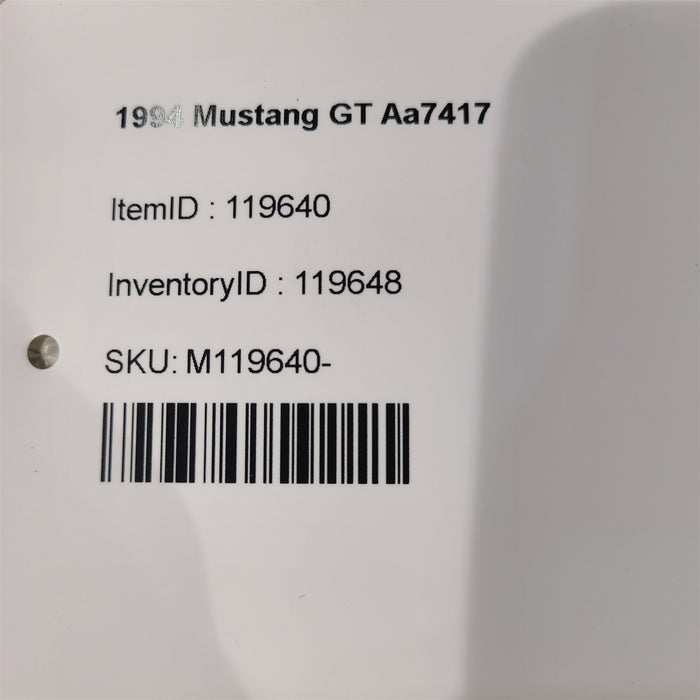 1994 Mustang GT Aa7417
ItemID : 119640
InventoryID : 119648
SKU: M119640-